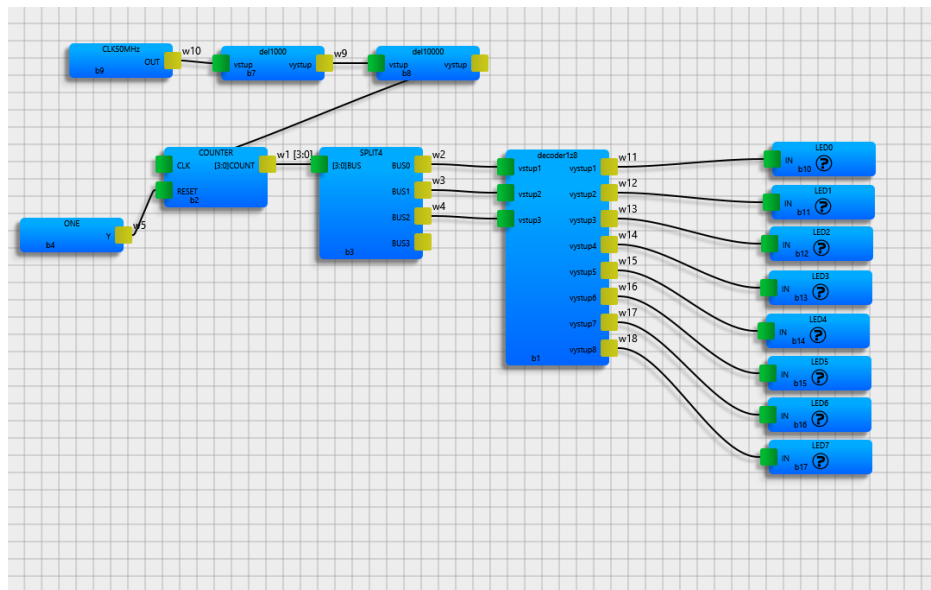 CLK50MHz
OUT
b9
w10
del1000
vstup
vystup
b7
w9
del10000
vstup
vystup
b8
COUNTER
CLK
[3:0]COUNT
RESET
b2
w1 [3:0]
ONE
Y
b4
w5
SPLIT4
[3:0]BUS
BUS0
BUS1
BUS2
BUS3
b3
w2
w3
w4
decoder1z8
vstup1
vystup1
vstup2
vystup2
vstup3
vystup3
vystup4
vystup5
vystup6
vystup7
vystup8
b1
w11
w12
w13
w14
w15
w16
w17
w18
LED0
IN
?
b10
LED1
IN
?
b11
LED2
IN
?
b12
LED3
IN
?
b13
LED4
IN
?
b14
LED5
IN
?
b15
LED6
IN
?
b16
LED7
IN
?
b17